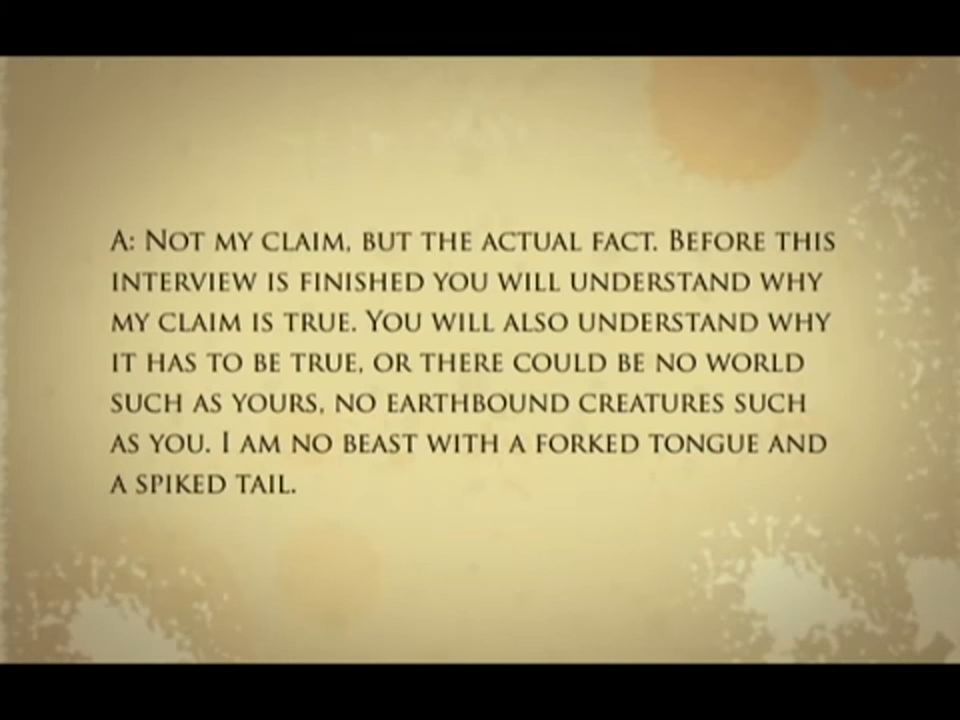 A: Not my claim, but the actual fact. Before this
interview is finished you will understand why
my claim is true. You will also understand why
it has to be true, or there could be no world
such as yours, no earthbound creatures such
as you. I am no beast with a forked tongue and
a spiked tail.